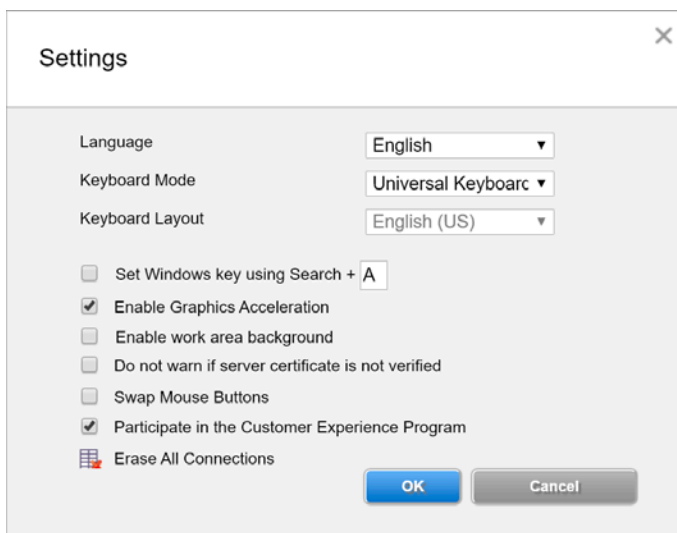 Settings
Language English
Keyboard Mode Universal Keyboarc
Keyboard Layout English (US)
Set Windows key using Search + A
Enable Graphics Acceleration
Enable work area background
Do not warn if server certificate is not verified
Swap Mouse Buttons
Participate in the Customer Experience Program
Erase All Connections
OK Cancel